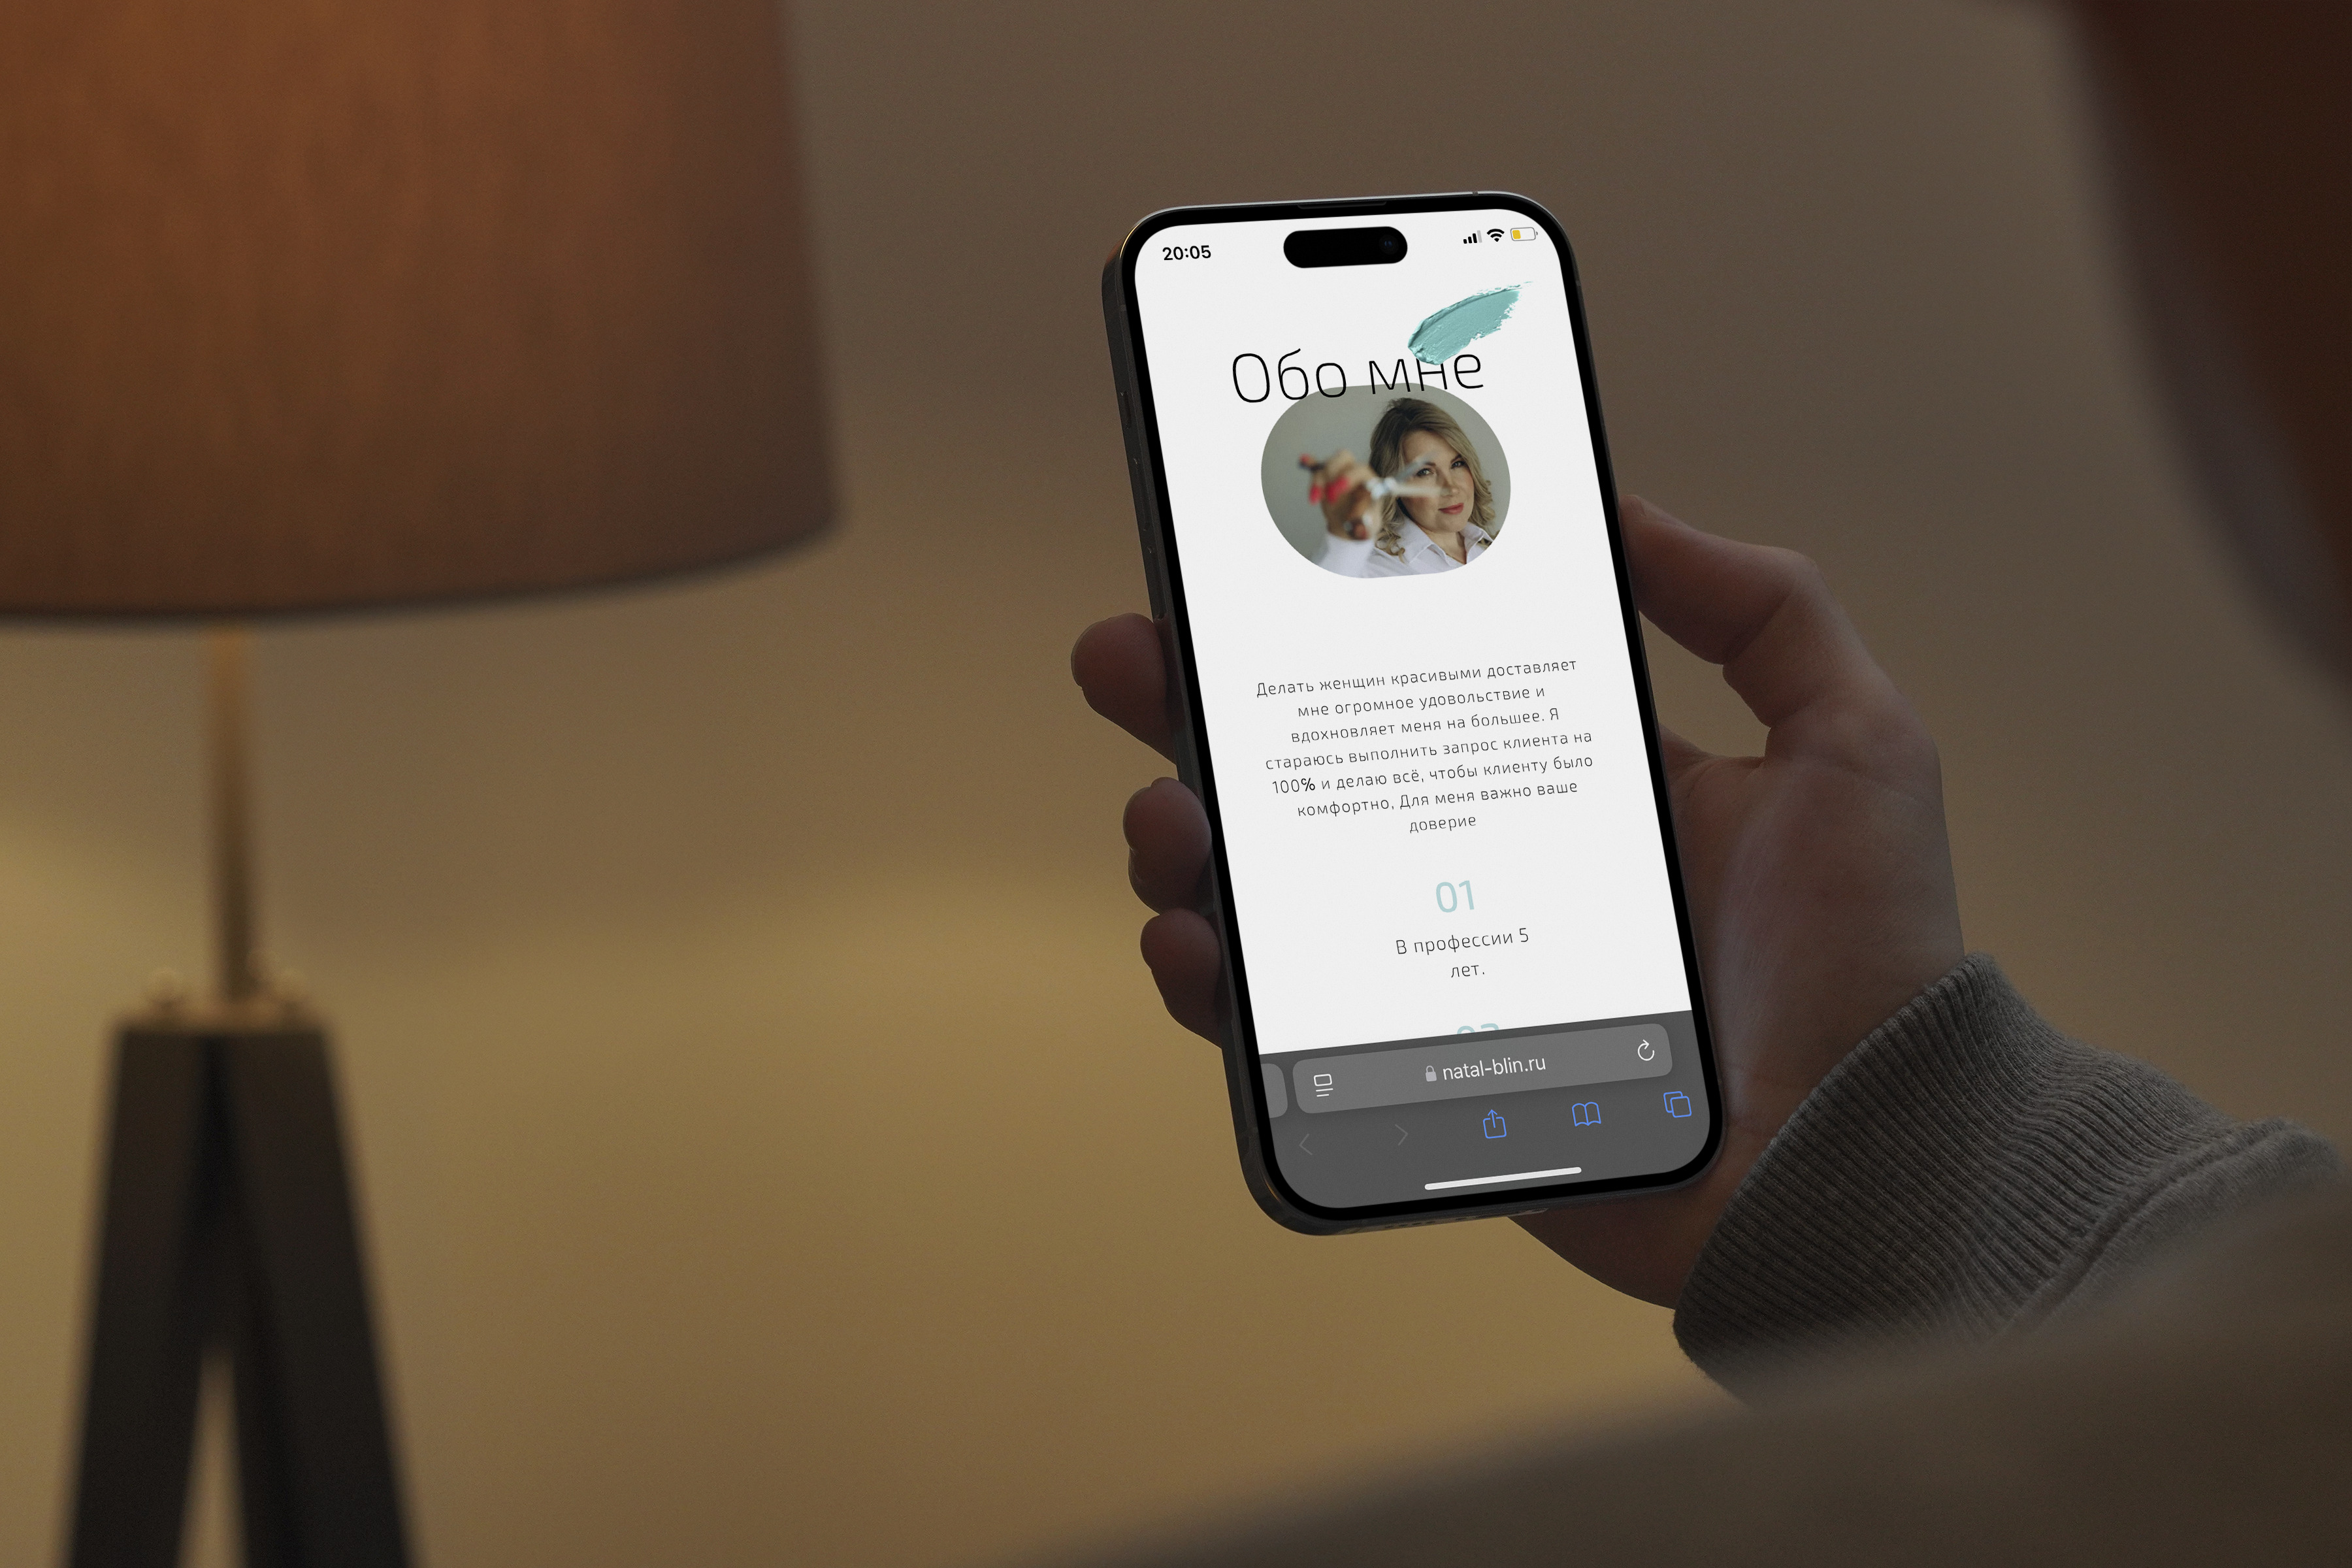 20:05
Обо мне
Делать женщин красивыми доставляет
мне огромное удовольствие и
вдохновляет меня на большее. Я
стараюсь выполнить запрос клиента на
100% и делаю всё, чтобы клиенту было
комфортно, Для меня важно ваше
доверие
01
В профессии 5
лет.
natal-blin.ru